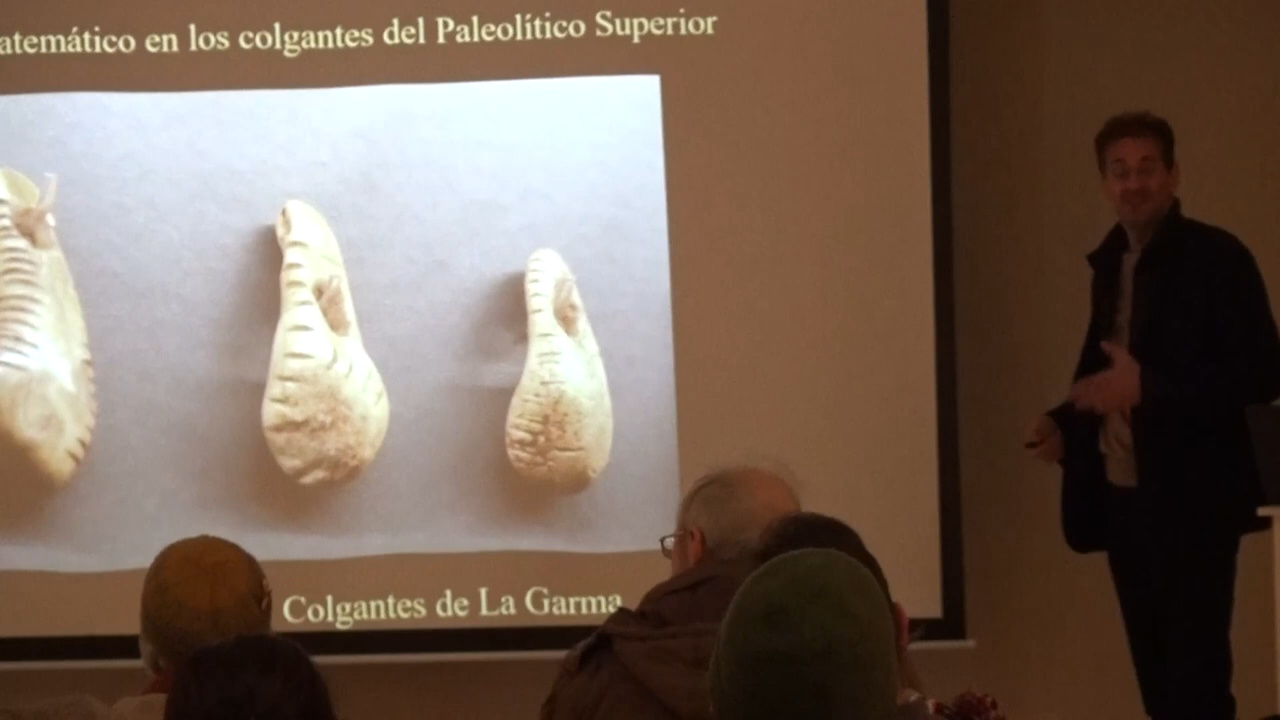 atemático en los colgantes del Paleolítico Superior
Colgantes de La Garma